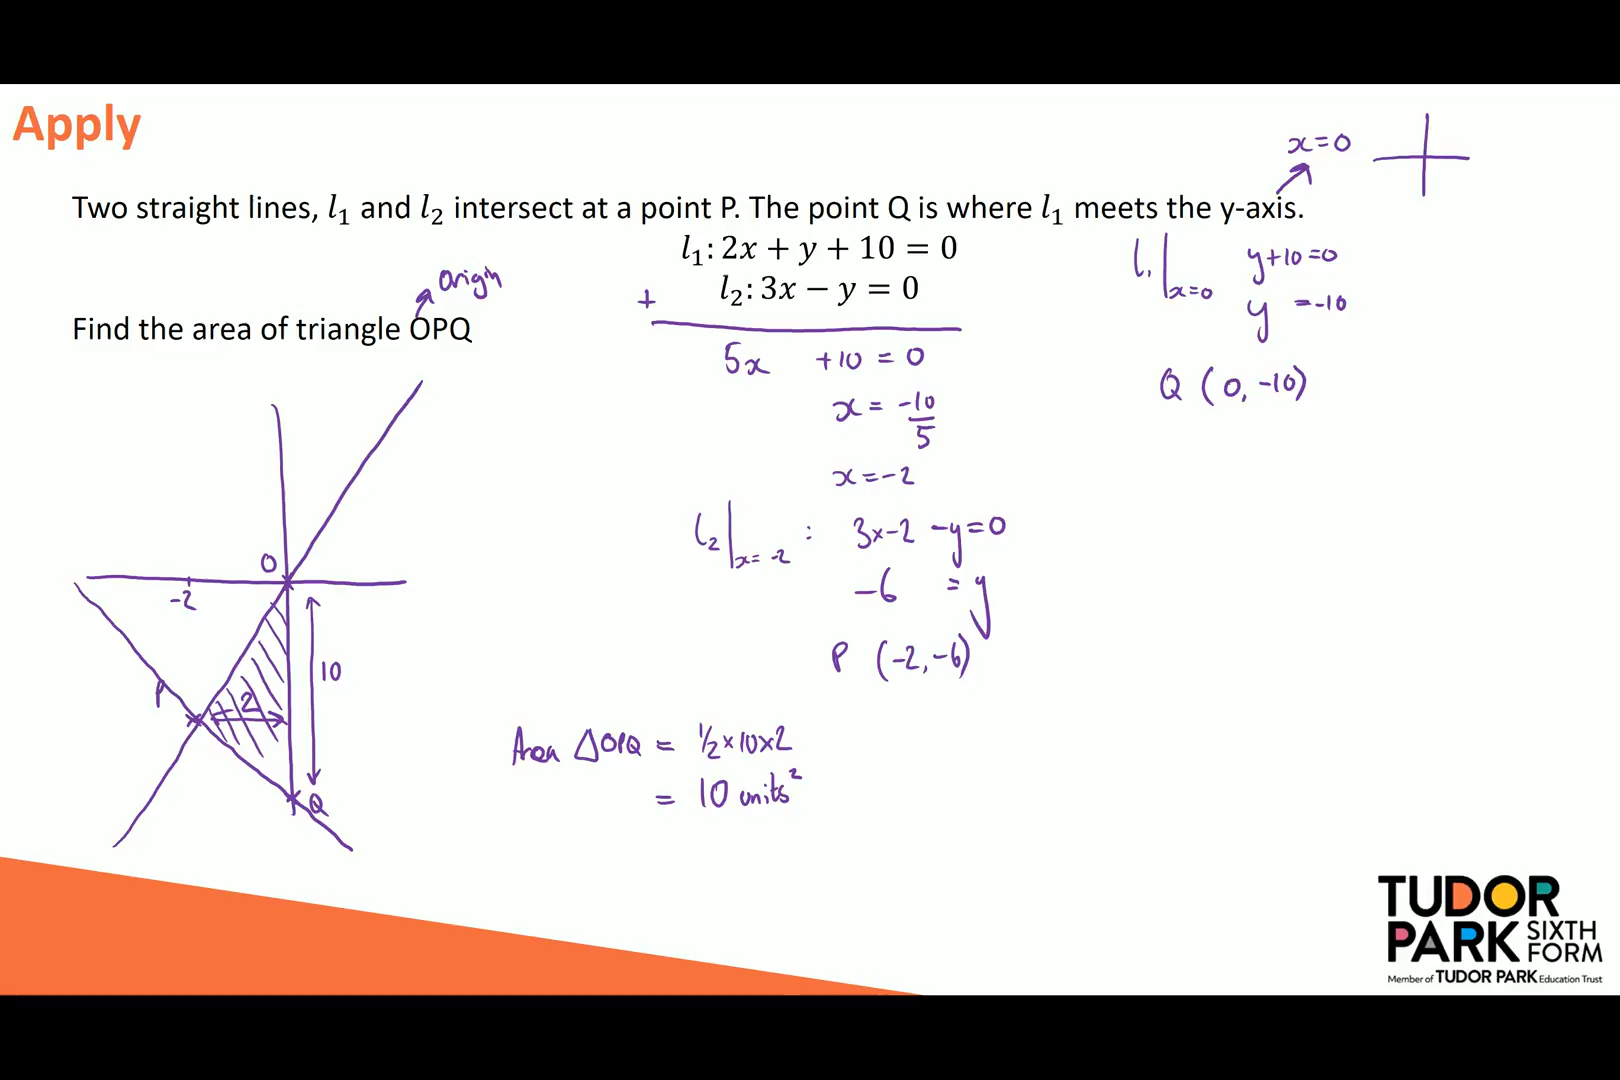 Apply
x=0
Two straight lines, l₁ and l₂ intersect at a point P. The point Q is where l₁ meets the y-axis.
l₁: 2x + y + 10 = 0
l₂: 3x − y = 0
+
origin
Find the area of triangle OPQ
5x +10 = 0
x = -10/5
x = -2
l₂|x=-2 : 3x-2 -y=0
-6 = y
P (-2,-6)
l₁|x=0 y+10=0
y = -10
Q (0, -10)
O
-2
10
P
2
Q
Area △OPQ = ½×10×2
= 10 units²
TUDOR
PARK SIXTH FORM
Member of TUDOR PARK Education Trust